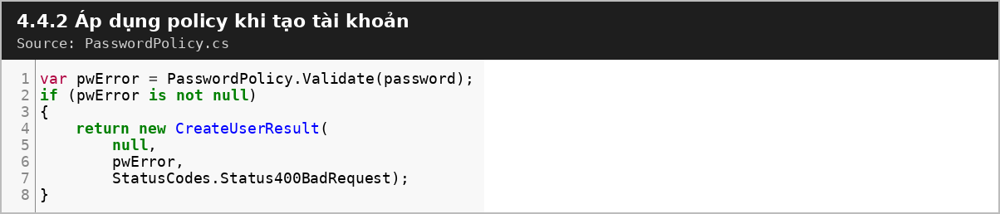 4.4.2 Áp dụng policy khi tạo tài khoản
Source: PasswordPolicy.cs
1 var pwError = PasswordPolicy.Validate(password);
2 if (pwError is not null)
3 {
4     return new CreateUserResult(
5         null,
6         pwError,
7         StatusCodes.Status400BadRequest);
8 }